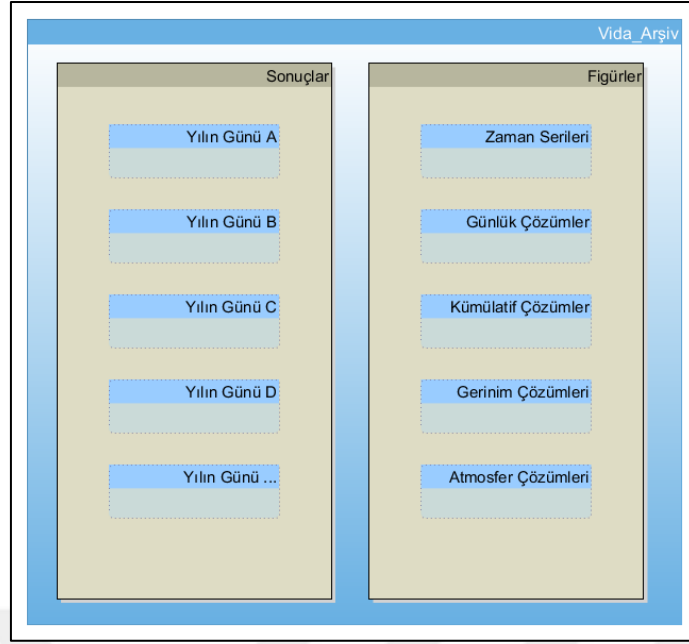 Vida_Arşiv
Sonuçlar
Yılın Günü A
Yılın Günü B
Yılın Günü C
Yılın Günü D
Yılın Günü ...
Figürler
Zaman Serileri
Günlük Çözümler
Kümülatif Çözümler
Gerinim Çözümleri
Atmosfer Çözümleri